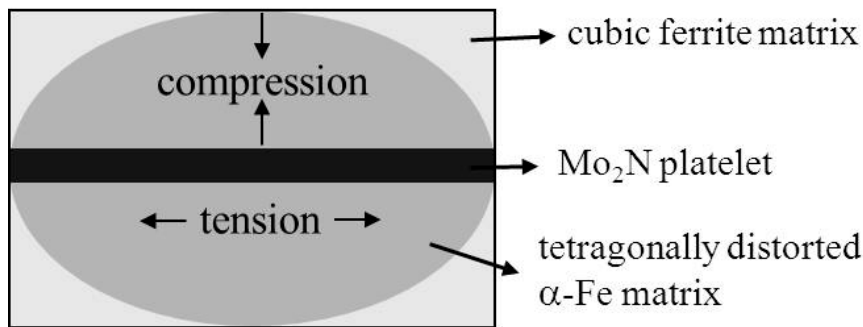 cubic ferrite matrix
compression
Mo₂N platelet
tension
tetragonally distorted
α-Fe matrix